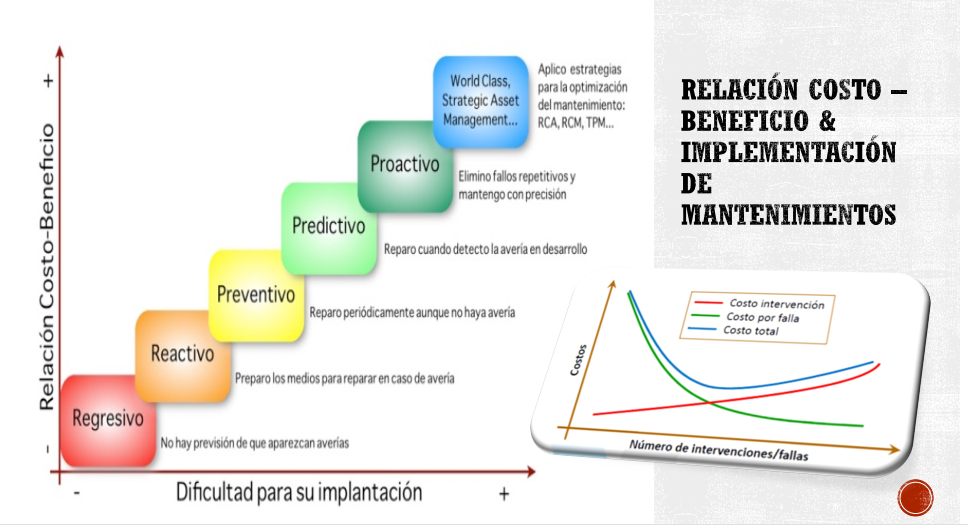 RELACIÓN COSTO –
BENEFICIO &
IMPLEMENTACIÓN
DE
MANTENIMIENTOS
Relación Costo-Beneficio
+
-
World Class,
Strategic Asset
Management...
Aplico estrategias
para la optimización
del mantenimiento:
RCA, RCM, TPM...
Proactivo
Elimino fallos repetitivos y
mantengo con precisión
Predictivo
Reparo cuando detecto la avería en desarrollo
Preventivo
Reparo periódicamente aunque no haya avería
Reactivo
Preparo los medios para reparar en caso de avería
Regresivo
No hay previsión de que aparezcan averías
-
Dificultad para su implantación
+
Costo intervención
Costo por falla
Costo total
Costos
Número de intervenciones/fallas